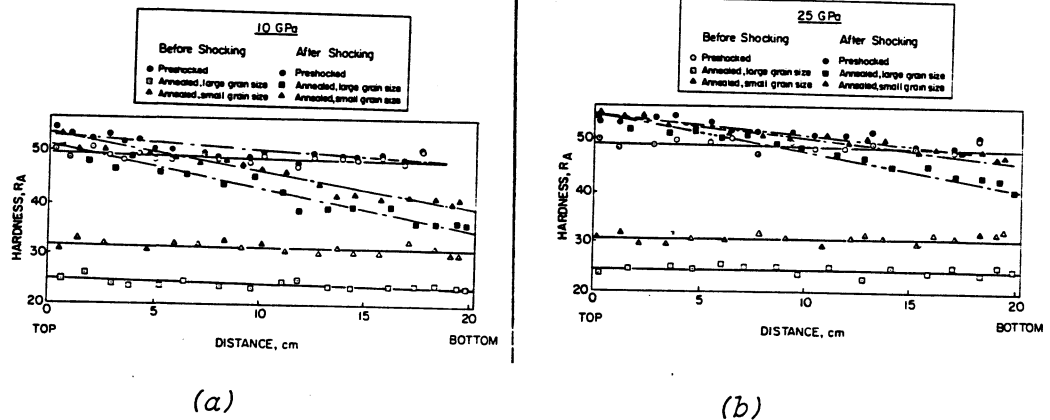 10 GPa
Before Shocking After Shocking
Preshocked Preshocked
Annealed, large grain size Annealed, large grain size
Annealed, small grain size Annealed, small grain size
HARDNESS, RA
50
40
30
20
0 5 10 15 20
TOP BOTTOM
DISTANCE, cm
(a)
25 GPa
Before Shocking After Shocking
Preshocked Preshocked
Annealed, large grain size Annealed, large grain size
Annealed, small grain size Annealed, small grain size
HARDNESS, RA
50
40
30
20
0 5 10 15 20
TOP BOTTOM
DISTANCE, cm
(b)